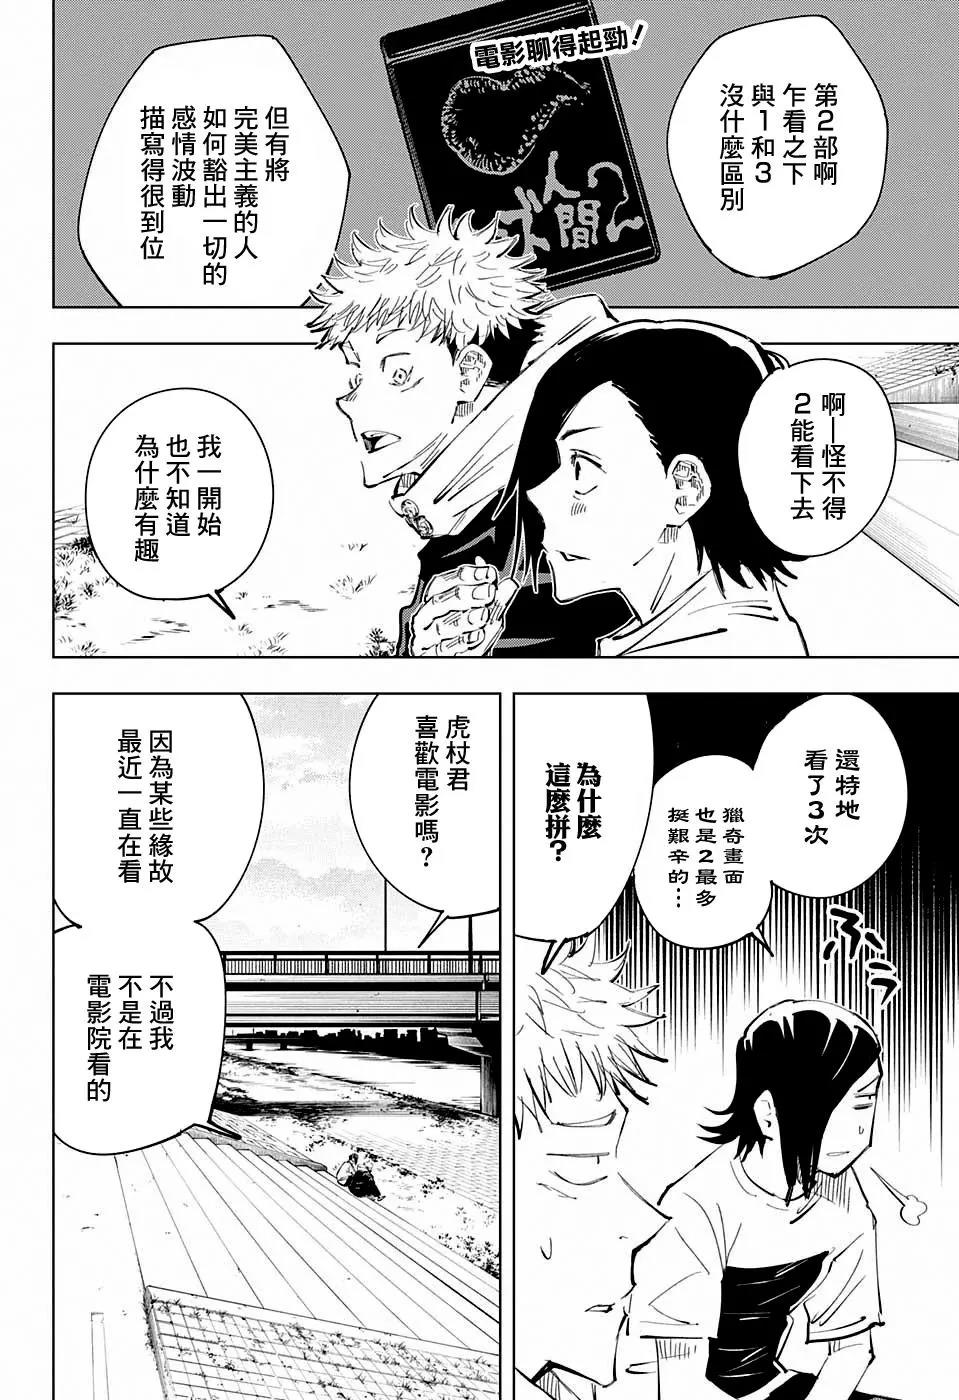 電影聊得起勁!
第2部啊
乍看之下
與1和3
沒什麼區別
但有將
完美主義的人
如何豁出一切的
感情波動
描寫得很到位
人間
2
啊—怪不得
2能看下去
我一開始
也不知道
為什麼有趣
還特地
看了3次
獵奇畫面
也是2最多
挺艱辛的…
為什麼
這麼拼?
ふぅ
虎杖君
喜歡電影嗎?
因為某些緣故
最近一直在看
不過我
不是在
電影院看的